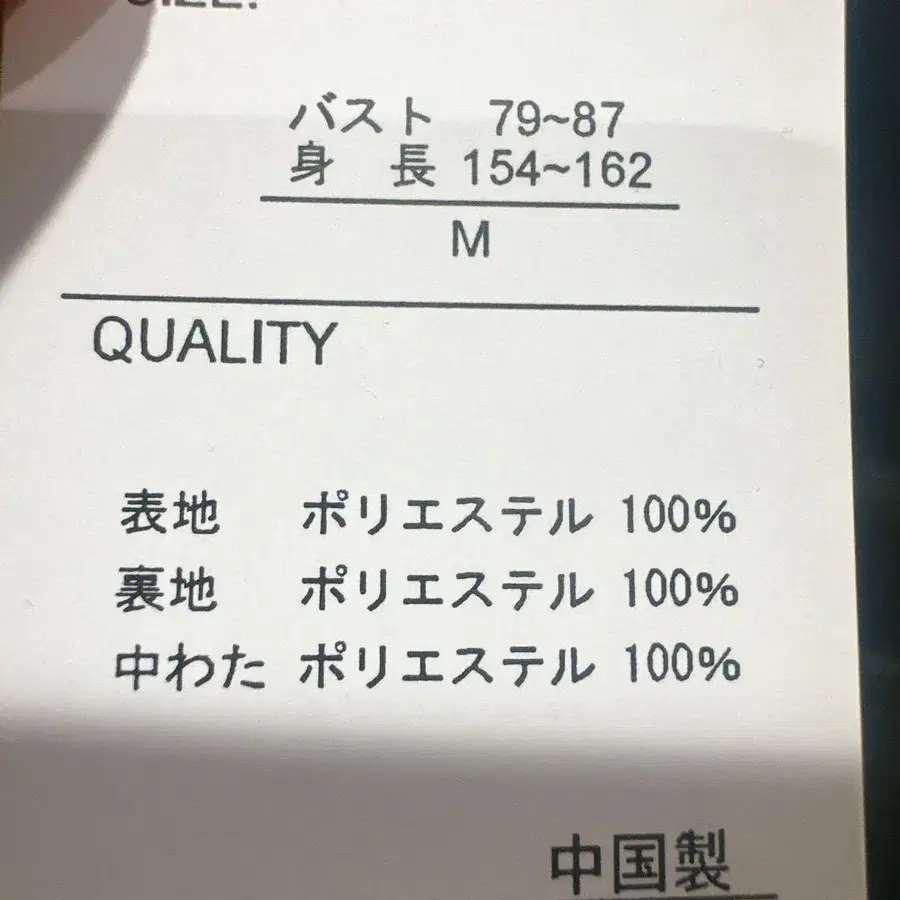 SIZE:
バスト 79~87
身 長 154~162
M
QUALITY
表地 ポリエステル 100%
裏地 ポリエステル 100%
中わた ポリエステル 100%
中国製